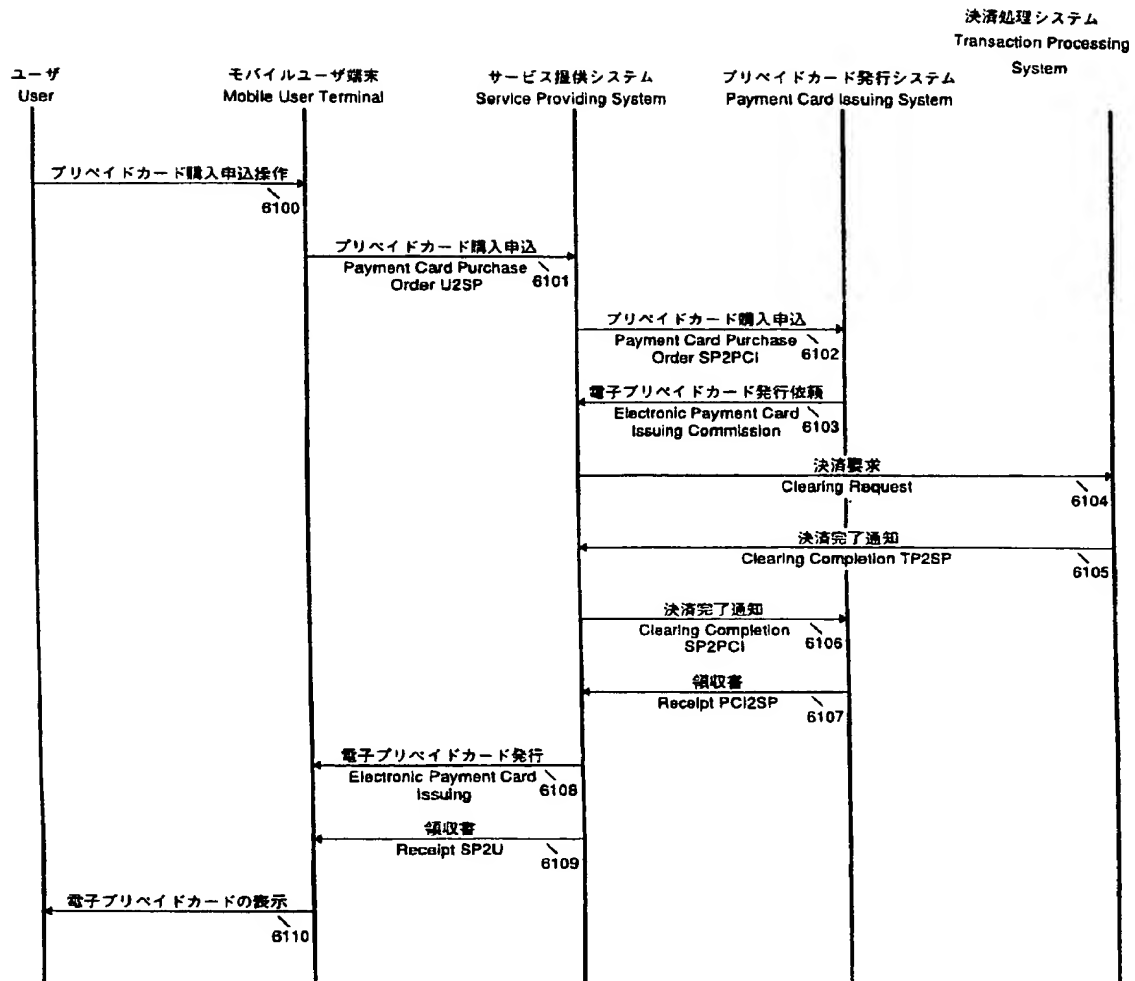 決済処理システム
Transaction Processing
System
ユーザ
User
モバイルユーザ端末
Mobile User Terminal
サービス提供システム
Service Providing System
プリペイドカード発行システム
Payment Card Issuing System
プリペイドカード購入申込操作
6100
プリペイドカード購入申込
Payment Card Purchase
Order U2SP
6101
プリペイドカード購入申込
Payment Card Purchase
Order SP2PCI
6102
電子プリペイドカード発行依頼
Electronic Payment Card
Issuing Commission
6103
決済要求
Clearing Request
6104
決済完了通知
Clearing Completion TP2SP
6105
決済完了通知
Clearing Completion
SP2PCI
6106
領収書
Receipt PCI2SP
6107
電子プリペイドカード発行
Electronic Payment Card
Issuing
6108
領収書
Receipt SP2U
6109
電子プリペイドカードの表示
6110